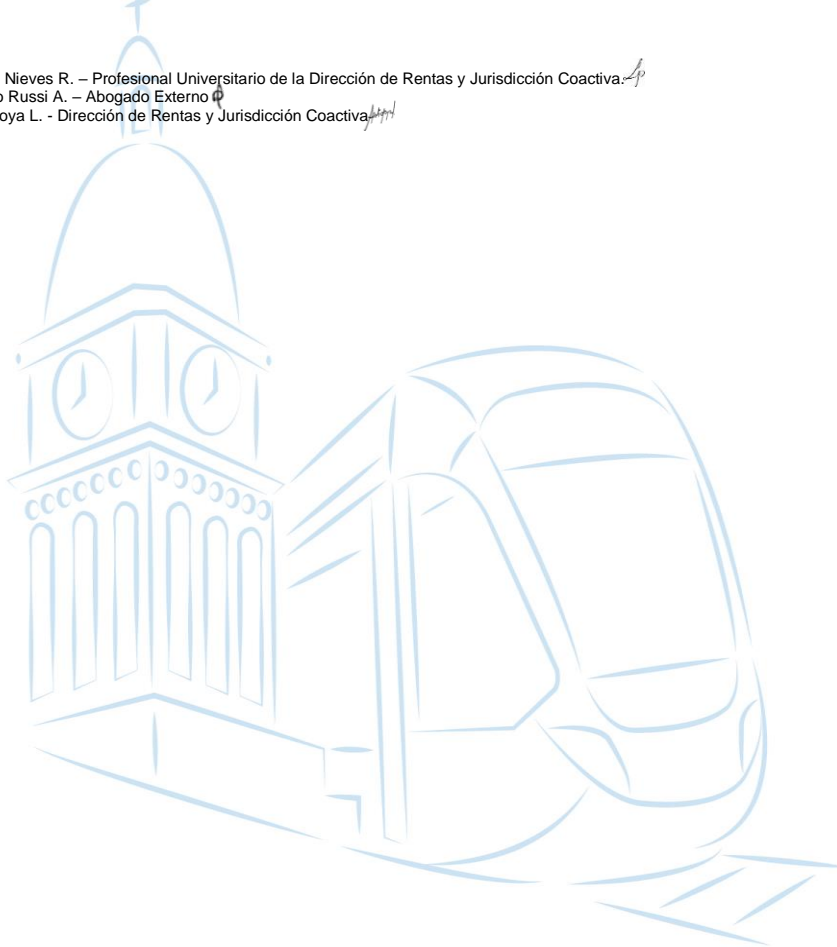 Nieves R. – Profesional Universitario de la Dirección de Rentas y Jurisdicción Coactiva.
Russi A. – Abogado Externo
L. - Dirección de Rentas y Jurisdicción Coactiva